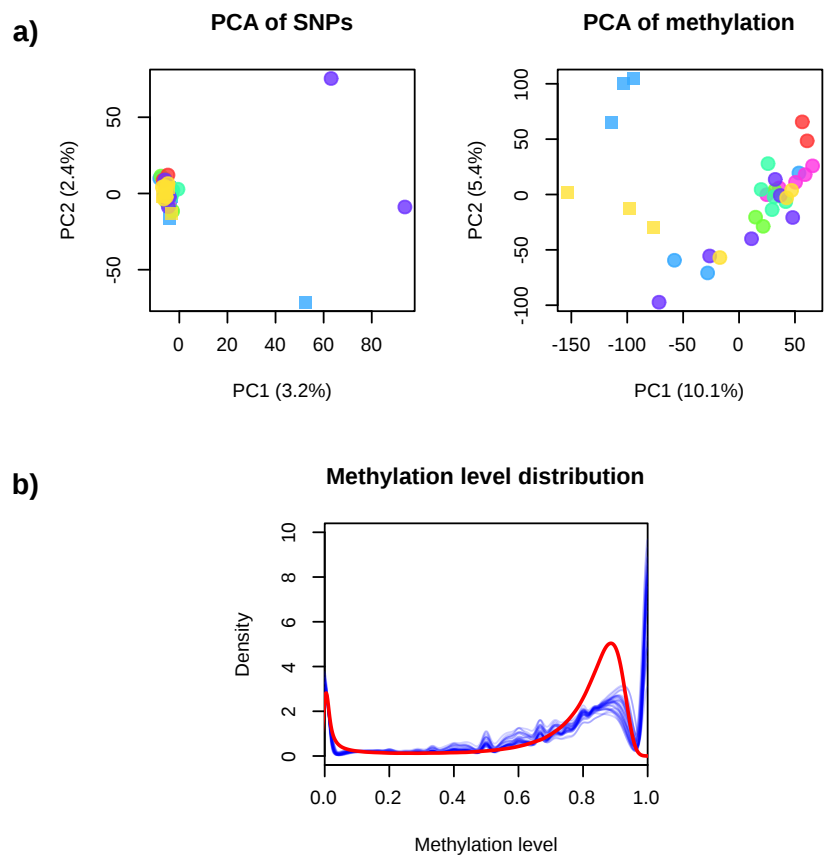 a)
PCA of SNPs
PCA of methylation
PC2 (2.4%)
50
0
-50
0 20 40 60 80
PC1 (3.2%)
PC2 (5.4%)
100
50
0
-50
-100
-150 -100 -50 0 50
PC1 (10.1%)
b)
Methylation level distribution
Density
10
8
6
4
2
0
0.0 0.2 0.4 0.6 0.8 1.0
Methylation level